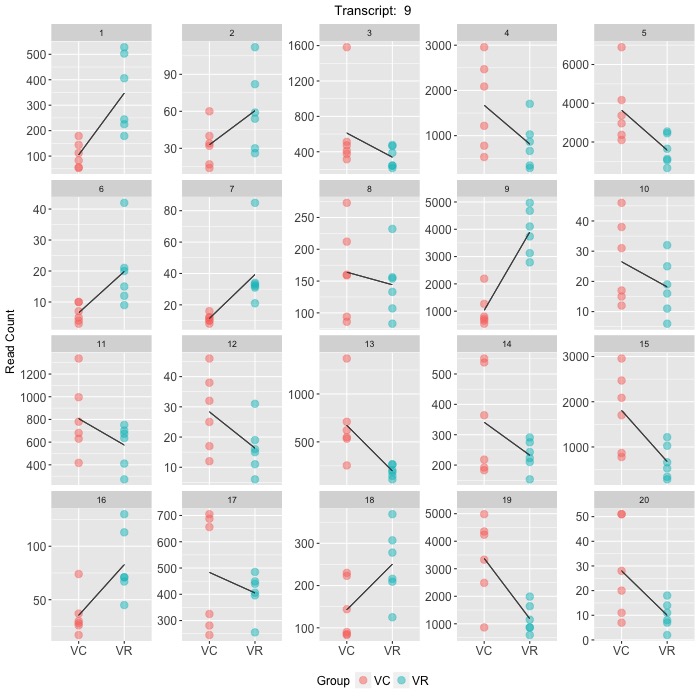 Transcript: 9
1 2 3 4 5
500 400 300 200 100
90 60 30
1600 1200 800 400
3000 2000 1000
6000 4000 2000
6 7 8 9 10
40 30 20 10
80 60 40 20
250 200 150 100
5000 4000 3000 2000 1000
40 30 20 10
Read Count
11 12 13 14 15
1200 1000 800 600 400
40 30 20 10
1000 500
500 400 300 200
3000 2000 1000
16 17 18 19 20
100 50
700 600 500 400 300
300 200 100
5000 4000 3000 2000 1000
50 40 30 20 10 0
VC VR VC VR VC VR VC VR VC VR
Group VC VR